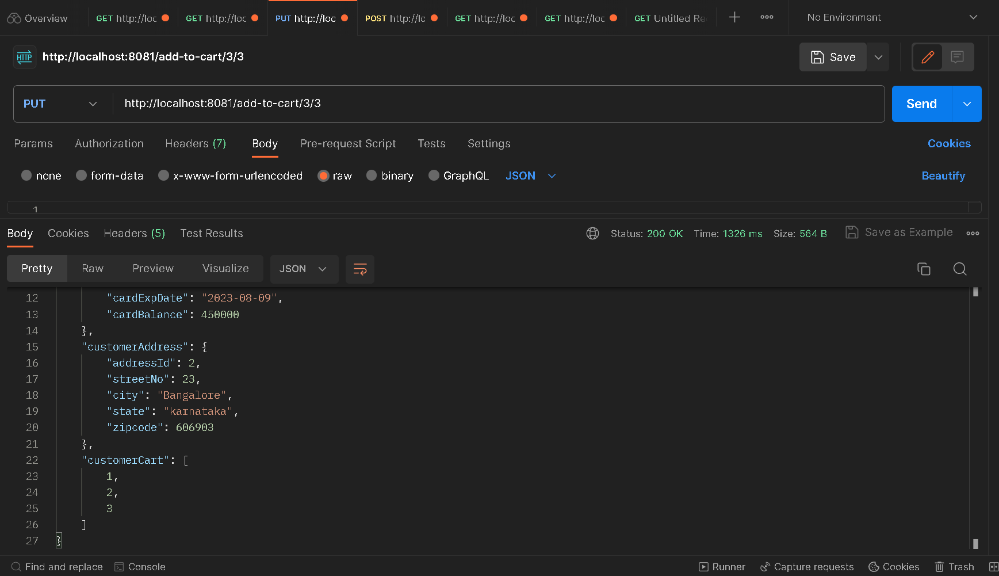 Overview GET http://loc GET http://loc PUT http://loc POST http://lc GET http://loc GET http://loc GET Untitled Re No Environment
HTTP http://localhost:8081/add-to-cart/3/3 Save
PUT http://localhost:8081/add-to-cart/3/3 Send
Params Authorization Headers (7) Body Pre-request Script Tests Settings Cookies
none form-data x-www-form-urlencoded raw binary GraphQL JSON Beautify
1
Body Cookies Headers (5) Test Results Status: 200 OK Time: 1326 ms Size: 564 B Save as Example
Pretty Raw Preview Visualize JSON
12 "cardExpDate": "2023-08-09",
13 "cardBalance": 450000
14 },
15 "customerAddress": {
16 "addressId": 2,
17 "streetNo": 23,
18 "city": "Bangalore",
19 "state": "karnataka",
20 "zipcode": 606903
21 },
22 "customerCart": [
23 1,
24 2,
25 3
26 ]
27 }
Find and replace Console Runner Capture requests Cookies Trash